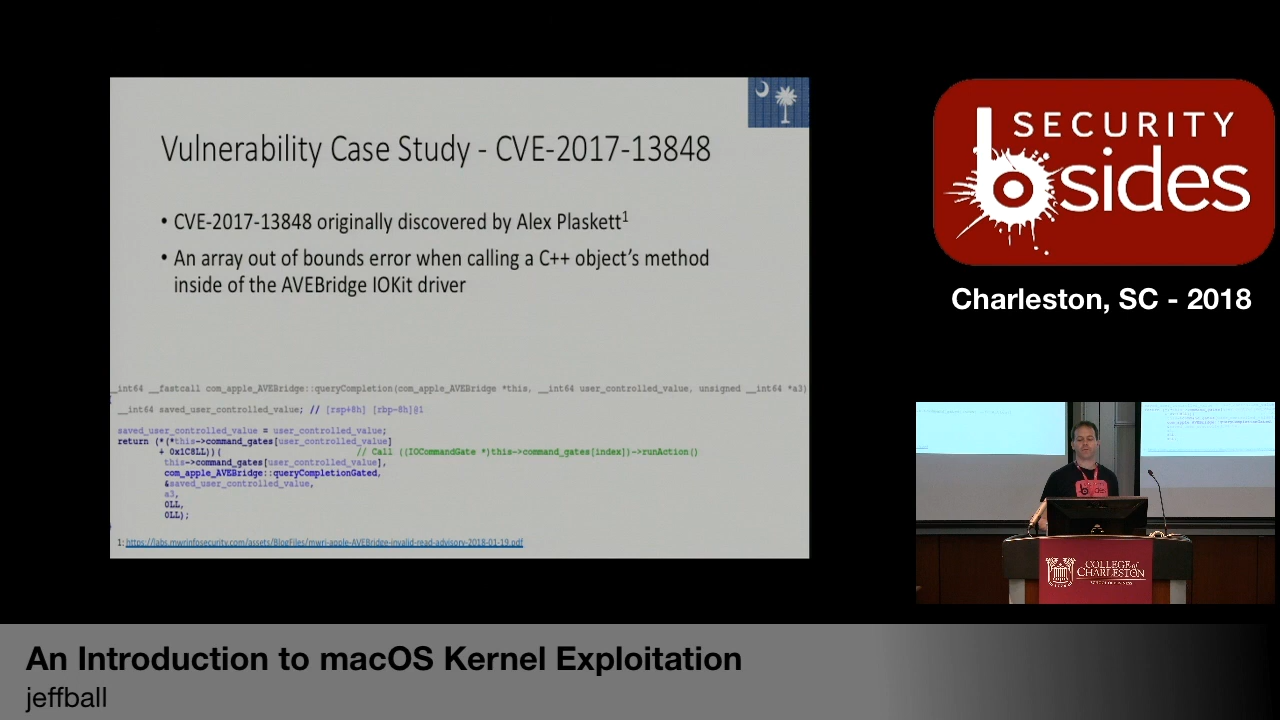 Vulnerability Case Study - CVE-2017-13848
• CVE-2017-13848 originally discovered by Alex Plaskett1
• An array out of bounds error when calling a C++ object's method
inside of the AVEBridge IOKit driver
__int64 __fastcall com_apple_AVEBridge::queryCompletion(com_apple_AVEBridge *this, __int64 user_controlled_value, unsigned __int64 *a3)
__int64 saved_user_controlled_value; // [rsp+8h] [rbp-8h]@1
saved_user_controlled_value = user_controlled_value;
return (*(*this->command_gates[user_controlled_value]
+ 0x1C8LL))( // Call ((IOCommandGate *)this->command_gates[index])->runAction()
this->command_gates[user_controlled_value],
com_apple_AVEBridge::queryCompletionGated,
&saved_user_controlled_value,
a3,
0LL,
0LL);
1: https://labs.mwrinfosecurity.com/assets/BlogFiles/mwri-apple-AVEBridge-invalid-read-advisory-2018-01-19.pdf
SECURITY
bsides
Charleston, SC - 2018
COLLEGE of
CHARLESTON
SCHOOL OF BUSINESS
An Introduction to macOS Kernel Exploitation
jeffball